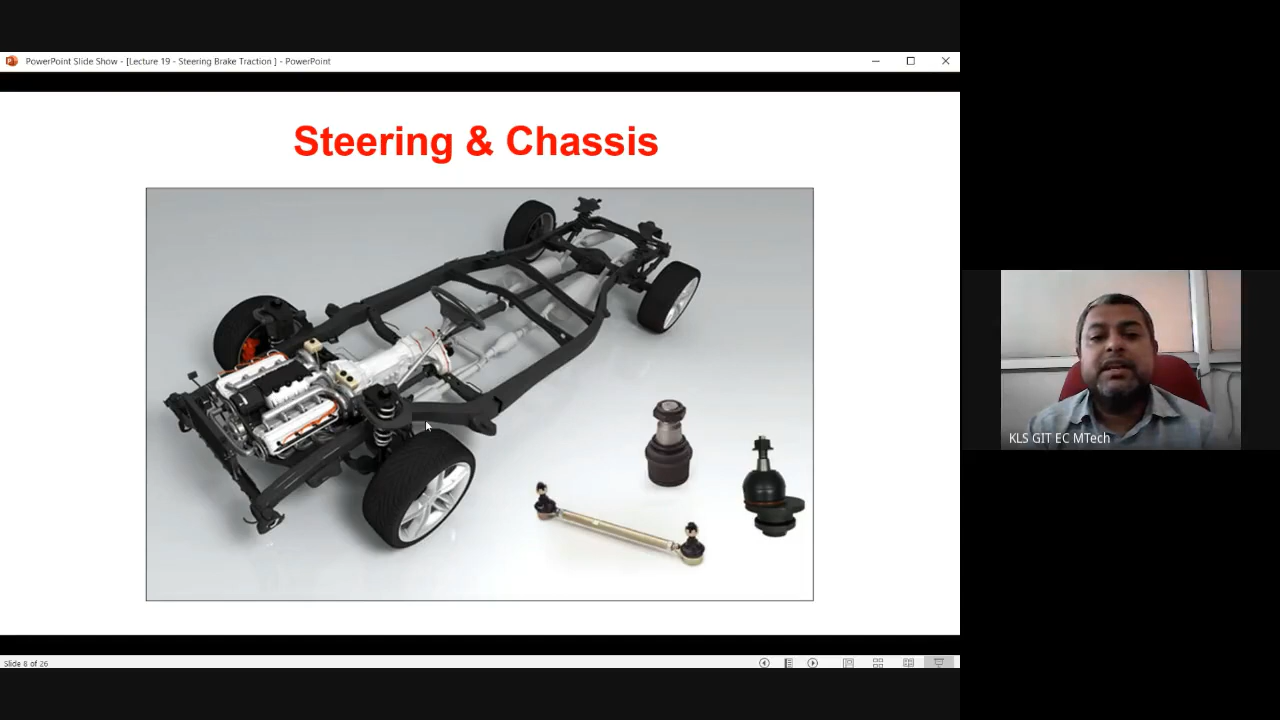 PowerPoint Slide Show - [Lecture 19 - Steering Brake Traction ] - PowerPoint
Steering & Chassis
KLS GIT EC MTech
Slide 8 of 26